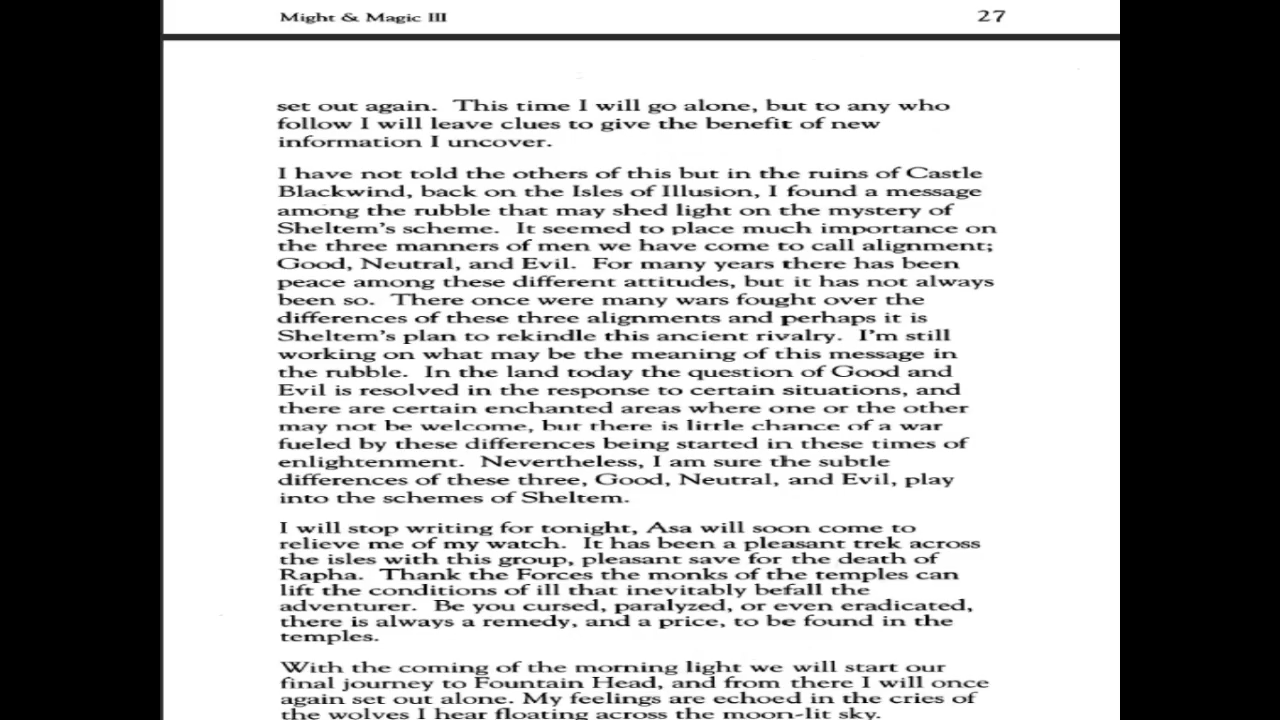 Might & Magic III 27
set out again. This time I will go alone, but to any who
follow I will leave clues to give the benefit of new
information I uncover.
I have not told the others of this but in the ruins of Castle
Blackwind, back on the Isles of Illusion, I found a message
among the rubble that may shed light on the mystery of
Sheltem's scheme. It seemed to place much importance on
the three manners of men we have come to call alignment;
Good, Neutral, and Evil. For many years there has been
peace among these different attitudes, but it has not always
been so. There once were many wars fought over the
differences of these three alignments and perhaps it is
Sheltem's plan to rekindle this ancient rivalry. I'm still
working on what may be the meaning of this message in
the rubble. In the land today the question of Good and
Evil is resolved in the response to certain situations, and
there are certain enchanted areas where one or the other
may not be welcome, but there is little chance of a war
fueled by these differences being started in these times of
enlightenment. Nevertheless, I am sure the subtle
differences of these three, Good, Neutral, and Evil, play
into the schemes of Sheltem.
I will stop writing for tonight, Asa will soon come to
relieve me of my watch. It has been a pleasant trek across
the isles with this group, pleasant save for the death of
Rapha. Thank the Forces the monks of the temples can
lift the conditions of ill that inevitably befall the
adventurer. Be you cursed, paralyzed, or even eradicated,
there is always a remedy, and a price, to be found in the
temples.
With the coming of the morning light we will start our
final journey to Fountain Head, and from there I will once
again set out alone. My feelings are echoed in the cries of
the wolves I hear floating across the moon-lit sky.